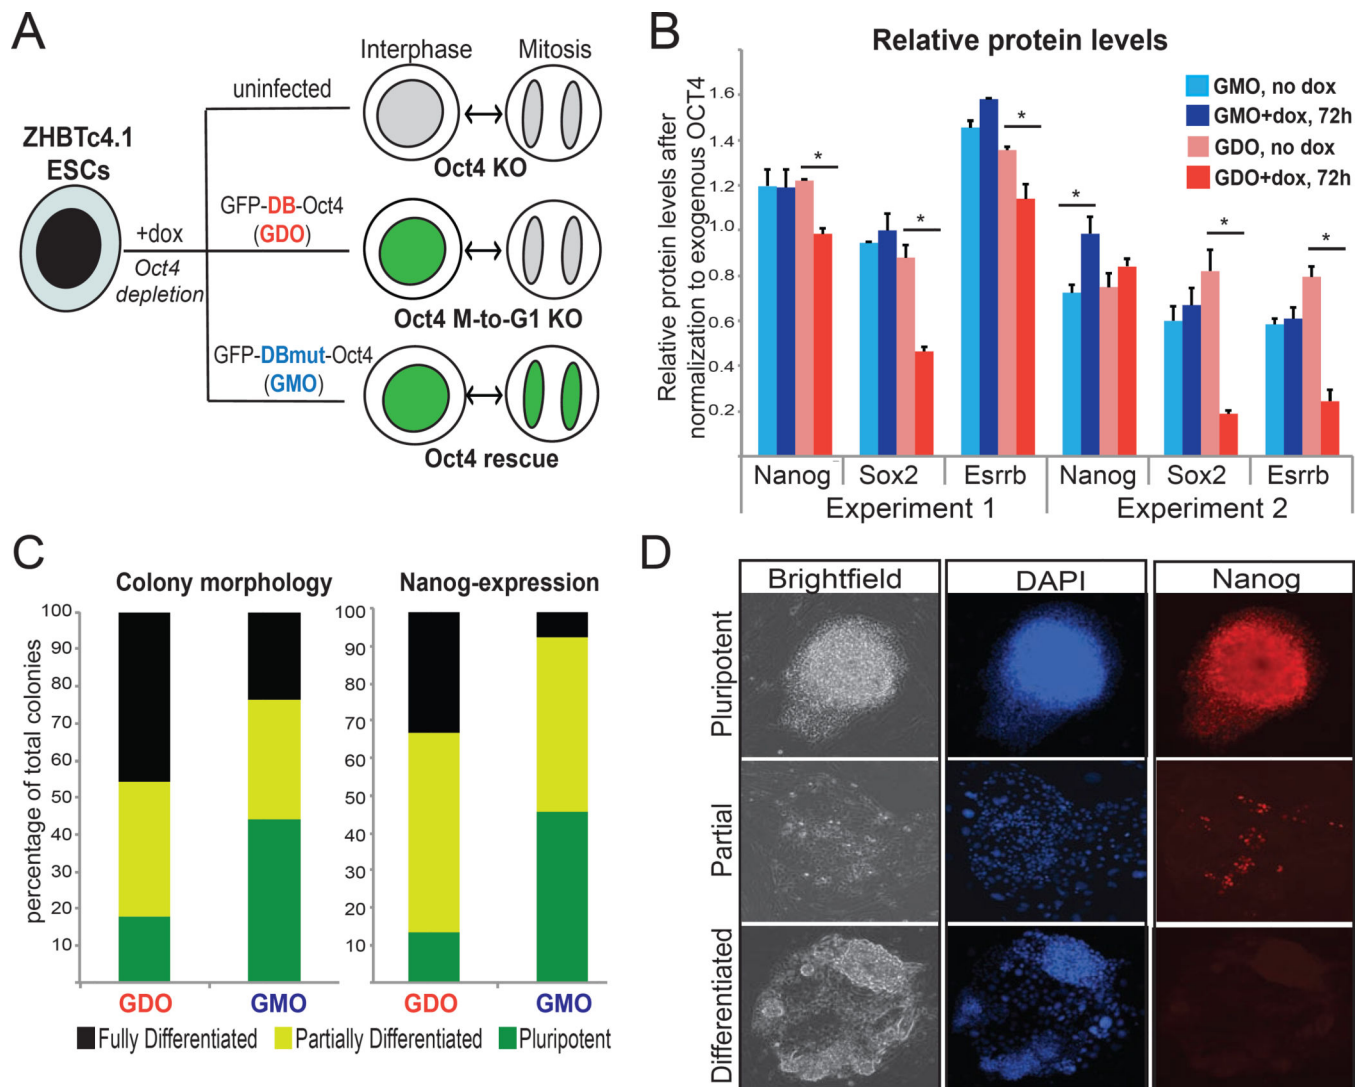 A
Interphase
Mitosis
uninfected
ZHBTc4.1
ESCs
Oct4 KO
GFP-DB-Oct4
(GDO)
+dox
Oct4
depletion
Oct4 M-to-G1 KO
GFP-DBmut-Oct4
(GMO)
Oct4 rescue
B
Relative protein levels
Relative protein levels after
normalization to exogenous OCT4
1.6
1.4
1.2
1.0
0.8
0.6
0.4
0.2
GMO, no dox
GMO+dox, 72h
GDO, no dox
GDO+dox, 72h
*
*
*
*
*
*
Nanog
Sox2
Esrrb
Nanog
Sox2
Esrrb
Experiment 1
Experiment 2
C
Colony morphology
Nanog-expression
percentage of total colonies
100
90
80
70
60
50
40
30
20
10
100
90
80
70
60
50
40
30
20
10
GDO
GMO
GDO
GMO
Fully Differentiated
Partially Differentiated
Pluripotent
D
Brightfield
DAPI
Nanog
Pluripotent
Partial
Differentiated